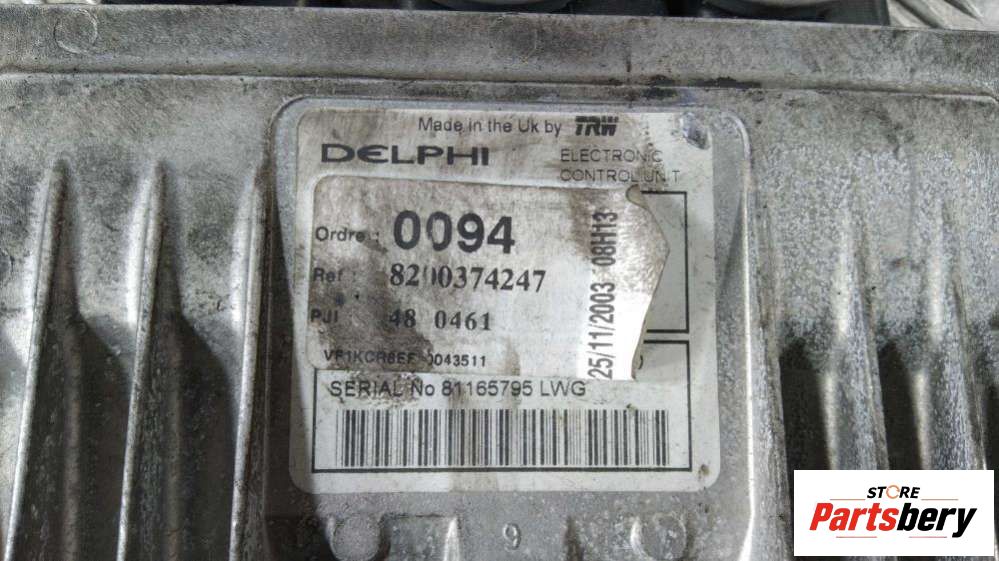 Made in the Uk by TRW
DELPHI
ELECTRONIC
CONTROL UNIT
Ordre : 0094
Ref : 8200374247
PJI 48 0461
0043511
25/11/2003 08H13
SERIAL No 81165795 LWG
9
STORE
Partsbery